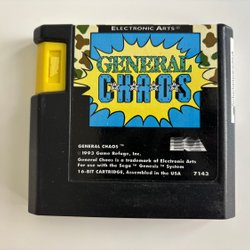 ELECTRONIC ARTS®
GENERAL
CHAOS
GENERAL CHAOS™
©1993 Game Refuge, Inc.
General Chaos is a trademark of Electronic Arts
For use with the Sega™ Genesis™ System
16-BIT CARTRIDGE, Assembled in the USA
7143